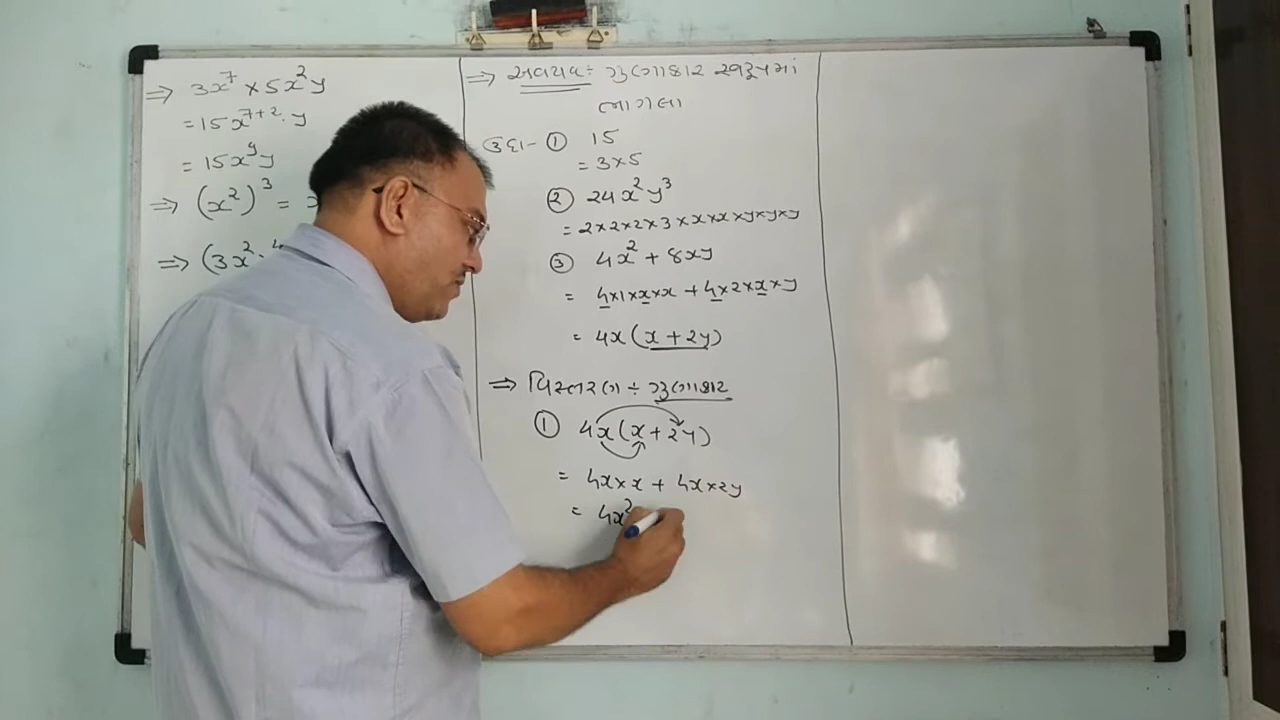 ⇒ 3x⁷ × 5x²y
= 15x⁷⁺² · y
= 15x⁹y
⇒ (x²)³ =
⇒ (3x² ·
⇒ અવયવ ÷ ગુણાકાર સ્વરૂપમાં
ભાગલા
ઉદા - ① 15
= 3 × 5
② 24x²y³
= 2 × 2 × 2 × 3 × x × x × y × y × y
③ 4x² + 8xy
= 4 × 1 × x × x + 4 × 2 × x × y
= 4x (x + 2y)
⇒ વિસ્તરણ ÷ ગુણાકાર
① 4x (x + 2y)
= 4x × x + 4x × 2y
= 4x²